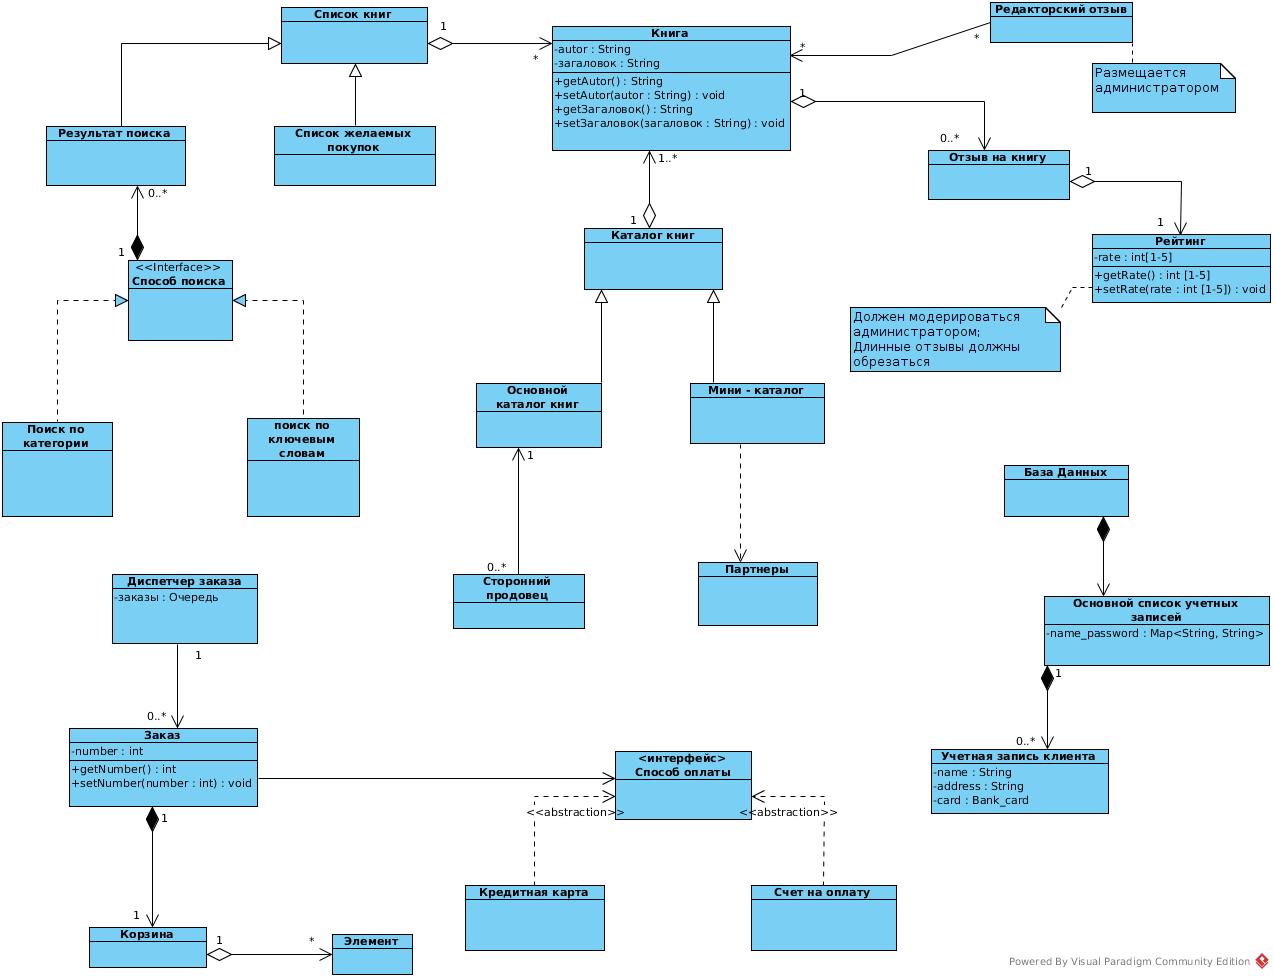 Список книг
1
*
Книга
-autor : String
-загаловок : String
+getAutor() : String
+setAutor(autor : String) : void
+getЗагаловок() : String
+setЗагаловок(загаловок : String) : void
*
*
Редакторский отзыв
Размещается
администратором
1
0..*
Отзыв на книгу
1
1
Рейтинг
-rate : int[1-5]
+getRate() : int [1-5]
+setRate(rate : int [1-5]) : void
Должен модерироваться
администратором;
Длинные отзывы должны
обрезаться
Результат поиска
Список желаемых
покупок
0..*
1
<<Interface>>
Способ поиска
Поиск по
категории
поиск по
ключевым
словам
1..*
1
Каталог книг
Основной
каталог книг
Мини - каталог
1
0..*
Сторонний
продовец
Партнеры
База Данных
Основной список учетных
записей
-name_password : Map<String, String>
1
0..*
Учетная запись клиента
-name : String
-address : String
-card : Bank_card
Диспетчер заказа
-заказы : Очередь
1
0..*
Заказ
-number : int
+getNumber() : int
+setNumber(number : int) : void
<интерфейс>
Способ оплаты
<<abstraction>>
<<abstraction>>
Кредитная карта
Счет на оплату
1
1
Корзина
1
*
Элемент
Powered By Visual Paradigm Community Edition